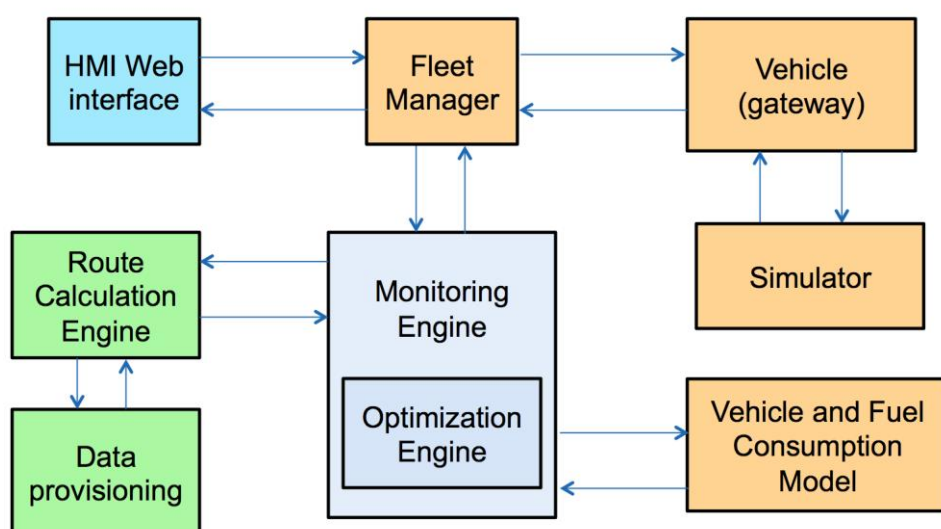 HMI Web
interface
Fleet
Manager
Vehicle
(gateway)
Route
Calculation
Engine
Monitoring
Engine
Simulator
Optimization
Engine
Vehicle and Fuel
Consumption
Model
Data
provisioning